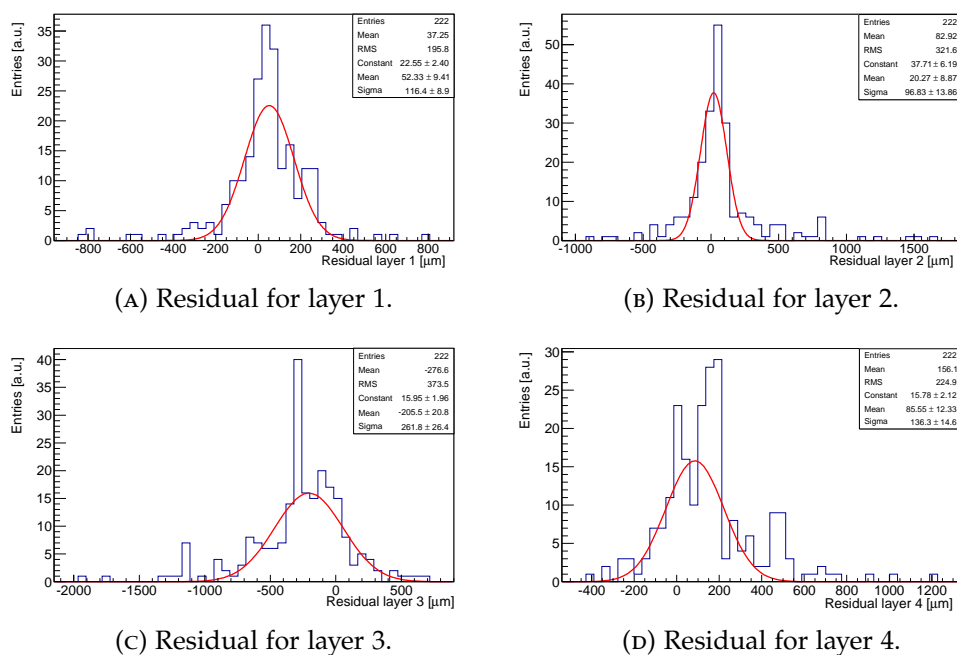 Entries [a.u.]
35
30
25
20
15
10
5
0
-800 -600 -400 -200 0 200 400 600 800
Residual layer 1 [μm]
Entries 222
Mean 37.25
RMS 195.8
Constant 22.55 ± 2.40
Mean 52.33 ± 9.41
Sigma 116.4 ± 8.9
(A) Residual for layer 1.
Entries [a.u.]
50
40
30
20
10
0
-1000 -500 0 500 1000 1500
Residual layer 2 [μm]
Entries 222
Mean 82.92
RMS 321.6
Constant 37.71 ± 6.19
Mean 20.27 ± 8.87
Sigma 96.83 ± 13.86
(B) Residual for layer 2.
Entries [a.u.]
40
35
30
25
20
15
10
5
0
-2000 -1500 -1000 -500 0 500
Residual layer 3 [μm]
Entries 222
Mean -276.6
RMS 373.5
Constant 15.95 ± 1.96
Mean -205.5 ± 20.8
Sigma 261.8 ± 26.4
(C) Residual for layer 3.
Entries [a.u.]
30
25
20
15
10
5
0
-400 -200 0 200 400 600 800 1000 1200
Residual layer 4 [μm]
Entries 222
Mean 156.1
RMS 224.9
Constant 15.78 ± 2.12
Mean 85.55 ± 12.33
Sigma 136.3 ± 14.6
(D) Residual for layer 4.